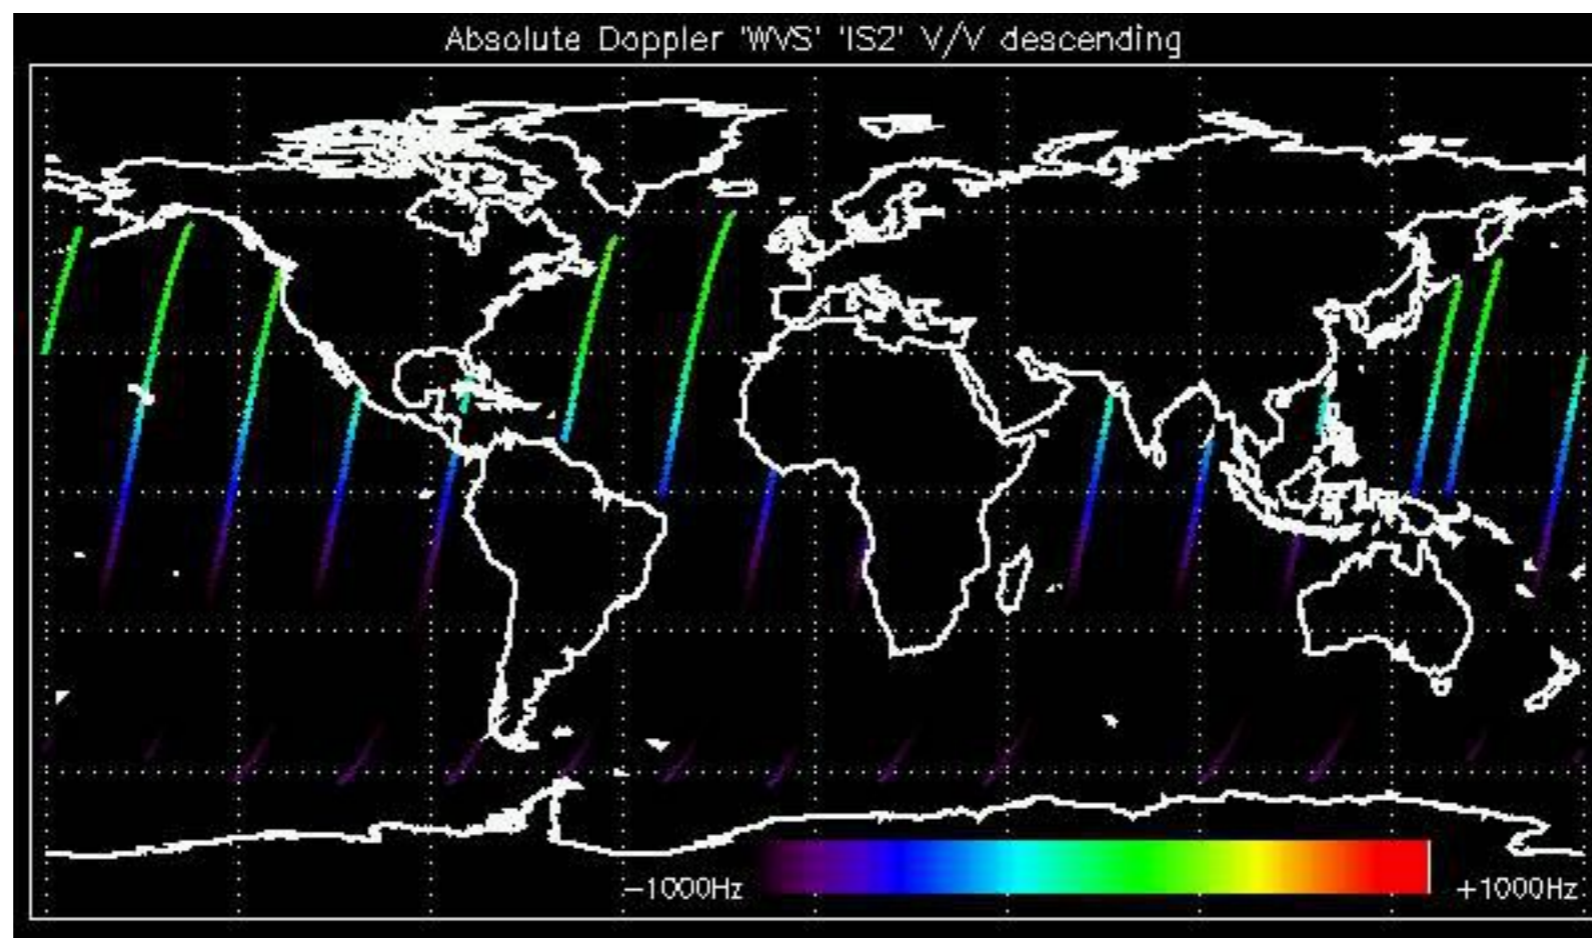 Absolute Doppler 'WVS' 'IS2' V/V descending
−1000Hz
+1000Hz